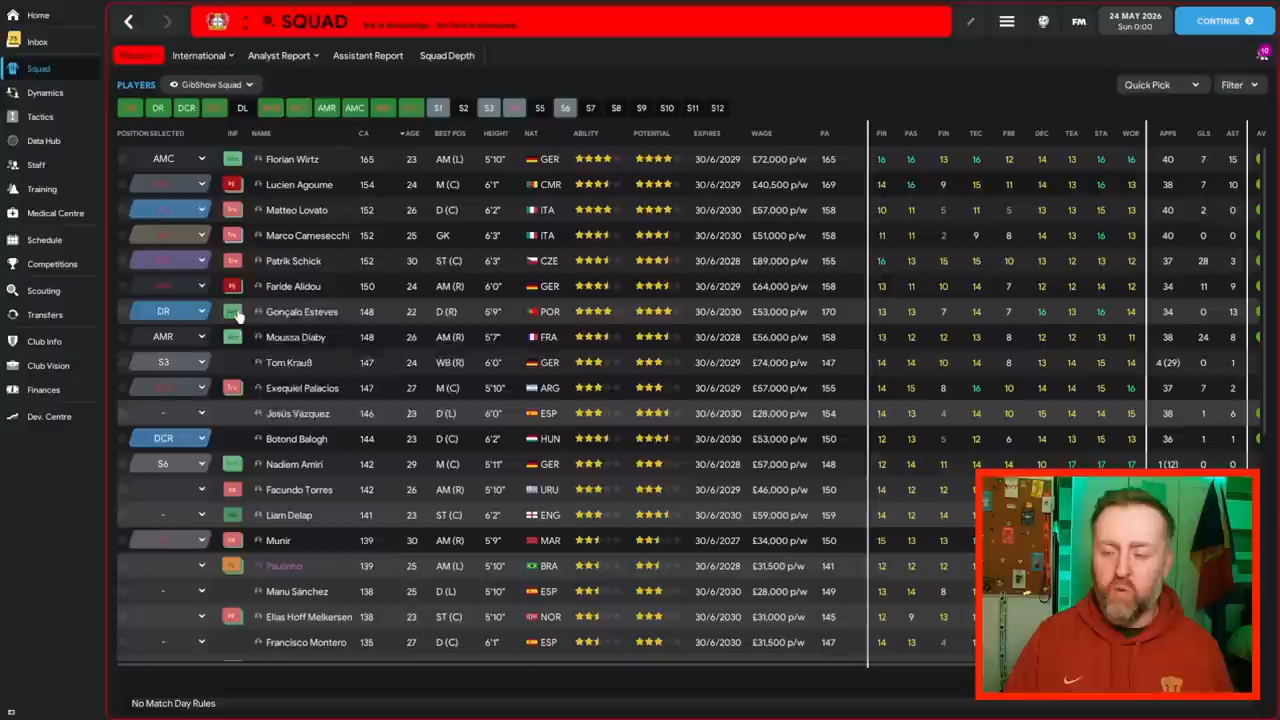 Home
Inbox
Squad
Dynamics
Tactics
Data Hub
Staff
Training
Medical Centre
Schedule
Competitions
Scouting
Transfers
Club Info
Club Vision
Finances
Dev. Centre
SQUAD
FM
24 MAY 2026
Sun 0:00
CONTINUE
10
International
Analyst Report
Assistant Report
Squad Depth
PLAYERS GibShow Squad Quick Pick Filter
DR DCR DL AMR AMC S1 S2 S3 S5 S6 S7 S8 S9 S10 S11 S12
POSITION SELECTED INF NAME CA AGE BEST POS HEIGHT NAT ABILITY POTENTIAL EXPIRES WAGE PA FIR PAS FIN TEC FRE DEC TEA STA WOR APPS GLS AST AV
AMC Florian Wirtz 165 23 AM (L) 5'10" GER 30/6/2029 £72,000 p/w 165 16 16 13 16 12 14 13 16 16 40 7 15
Inj Lucien Agoume 154 24 M (C) 6'1" CMR 30/6/2029 £40,500 p/w 169 14 16 9 15 11 14 13 16 13 38 7 10
Trv Matteo Lovato 152 26 D (C) 6'2" ITA 30/6/2030 £57,000 p/w 158 10 11 5 11 5 13 13 15 13 40 2 0
Trv Marco Carnesecchi 152 25 GK 6'3" ITA 30/6/2030 £51,000 p/w 158 11 11 2 9 8 13 14 16 13 40 0 0
Trv Patrik Schick 152 30 ST (C) 6'3" CZE 30/6/2028 £89,000 p/w 155 16 13 15 15 10 13 12 13 12 37 28 3
Inj Faride Alidou 150 24 AM (R) 6'0" GER 30/6/2028 £41,000 p/w 158 13 11 10 14 7 12 12 14 12 34 11 9
DR Gonçalo Esteves 148 22 D (R) 5'9" POR 30/6/2030 £53,000 p/w 170 13 13 7 14 7 16 13 16 13 34 0 13
AMR Moussa Diaby 148 26 AM (R) 5'7" FRA 30/6/2028 £56,000 p/w 158 13 12 12 13 8 12 13 13 11 38 24 8
S3 Tom Krauß 147 24 WB (R) 6'0" GER 30/6/2029 £74,000 p/w 147 14 13 10 14 8 13 14 15 14 4 (29) 0 1
Trv Exequiel Palacios 147 27 M (C) 5'10" ARG 30/6/2029 £57,000 p/w 155 14 15 8 16 10 14 14 15 16 37 7 2
- Jesús Vázquez 146 23 D (L) 6'0" ESP 30/6/2030 £28,000 p/w 154 14 13 4 14 10 15 14 14 15 38 1 6
DCR Botond Balogh 144 23 D (C) 6'2" HUN 30/6/2030 £53,000 p/w 150 12 13 5 12 6 14 13 15 13 36 1 1
S6 Nadiem Amiri 142 29 M (C) 5'11" GER 30/6/2028 £57,000 p/w 148 12 14 11 14 14 10 17 17 17 1 (12) 0 0
- Facundo Torres 142 26 AM (R) 5'10" URU 30/6/2029 £46,000 p/w 150 14 12 12
- Liam Delap 141 23 ST (C) 6'2" ENG 30/6/2030 £59,000 p/w 159 14 12 14
Munir 139 30 AM (R) 5'9" MAR 30/6/2027 £34,000 p/w 150 15 13 13
Paulinho 139 25 AM (L) 5'10" BRA 30/6/2028 £31,500 p/w 141 12 12 12
- Manu Sánchez 138 25 D (L) ESP 30/6/2030 £28,000 p/w 149 13 14 8
Elias Hoff Melkersen 138 23 ST (C) 5'10" NOR 30/6/2030 £31,000 p/w 145 12 9 13
- Francisco Montero 135 27 D (C) 6'1" ESP 30/6/2030 £31,500 p/w 147 14 13 4
No Match Day Rules